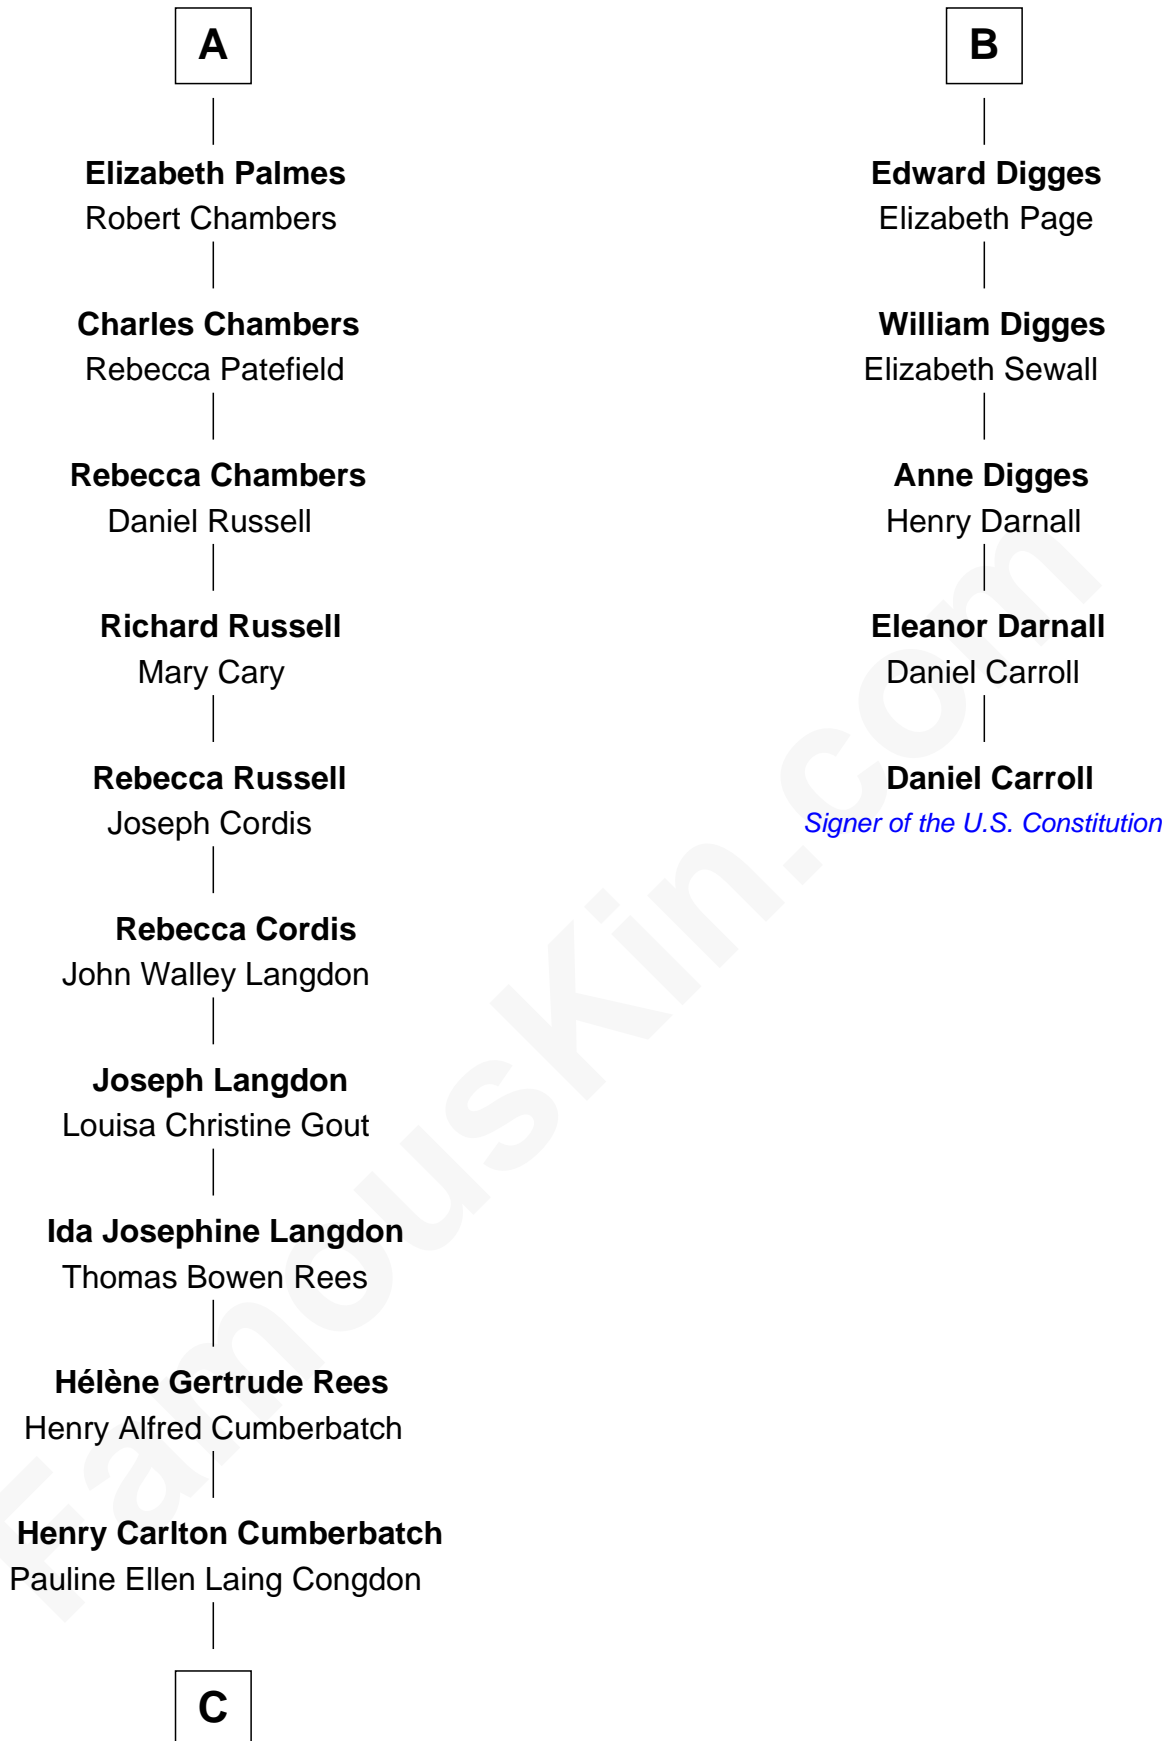 A
Elizabeth Palmes
Robert Chambers
Charles Chambers
Rebecca Patefield
Rebecca Chambers
Daniel Russell
Richard Russell
Mary Cary
Rebecca Russell
Joseph Cordis
Rebecca Cordis
John Walley Langdon
Joseph Langdon
Louisa Christine Gout
Ida Josephine Langdon
Thomas Bowen Rees
Hélène Gertrude Rees
Henry Alfred Cumberbatch
Henry Carlton Cumberbatch
Pauline Ellen Laing Congdon
C
B
Edward Digges
Elizabeth Page
William Digges
Elizabeth Sewall
Anne Digges
Henry Darnall
Eleanor Darnall
Daniel Carroll
Daniel Carroll
Signer of the U.S. Constitution
FamousKin.com